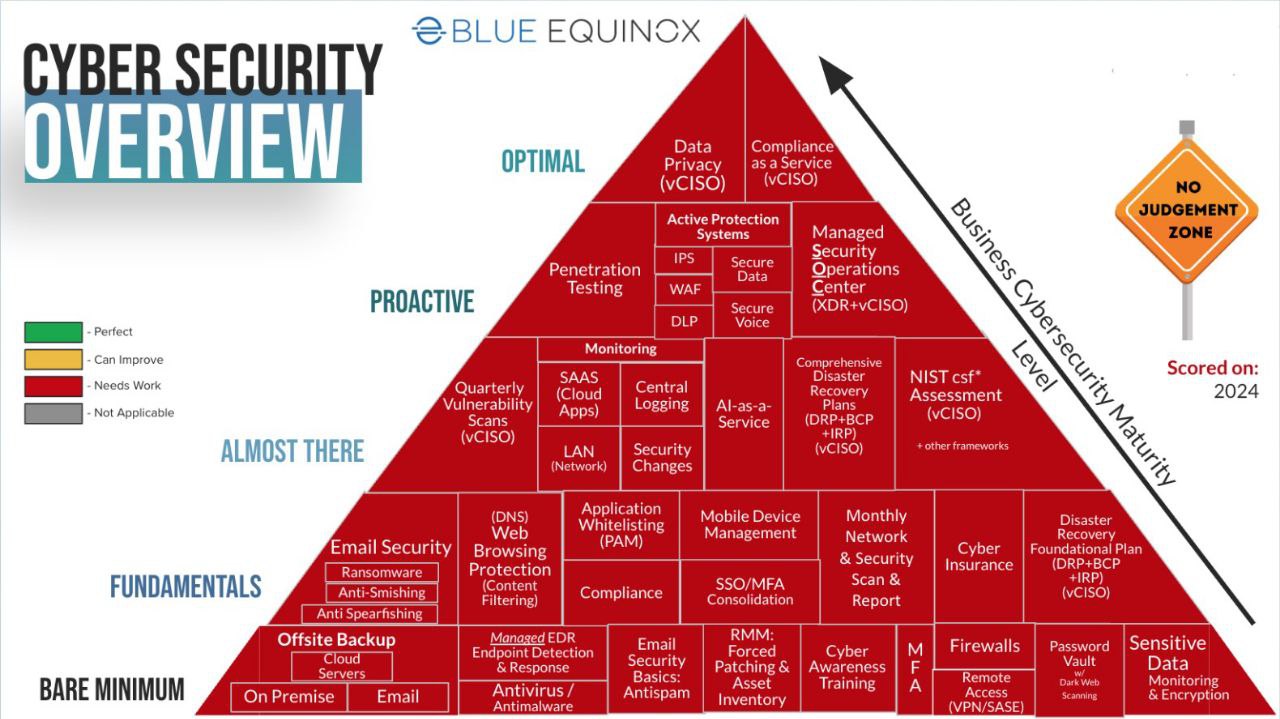 BLUE EQUINOX
CYBER SECURITY
OVERVIEW
OPTIMAL
Data
Privacy
(vCISO)
Compliance
as a Service
(vCISO)
NO
JUDGEMENT
ZONE
Business Cybersecurity Maturity
Level
PROACTIVE
Penetration
Testing
Active Protection
Systems
IPS
WAF
DLP
Secure
Data
Secure
Voice
Managed
Security
Operations
Center
(XDR+vCISO)
- Perfect
- Can Improve
- Needs Work
- Not Applicable
Scored on:
2024
ALMOST THERE
Quarterly
Vulnerability
Scans
(vCISO)
Monitoring
SAAS
(Cloud
Apps)
Central
Logging
LAN
(Network)
Security
Changes
AI-as-a-
Service
Comprehensive
Disaster
Recovery
Plans
(DRP+BCP
+IRP)
(vCISO)
NIST csf*
Assessment
(vCISO)
+ other frameworks
FUNDAMENTALS
Email Security
Ransomware
Anti-Smishing
Anti Spearfishing
(DNS)
Web
Browsing
Protection
(Content
Filtering)
Application
Whitelisting
(PAM)
Compliance
Mobile Device
Management
SSO/MFA
Consolidation
Monthly
Network
& Security
Scan &
Report
Cyber
Insurance
Disaster
Recovery
Foundational Plan
(DRP+BCP
+IRP)
(vCISO)
BARE MINIMUM
Offsite Backup
Cloud
Servers
On Premise
Email
Managed EDR
Endpoint Detection
& Response
Antivirus /
Antimalware
Email
Security
Basics:
Antispam
RMM:
Forced
Patching &
Asset
Inventory
Cyber
Awareness
Training
M
F
A
Firewalls
Remote
Access
(VPN/SASE)
Password
Vault
w/
Dark Web
Scanning
Sensitive
Data
Monitoring
& Encryption